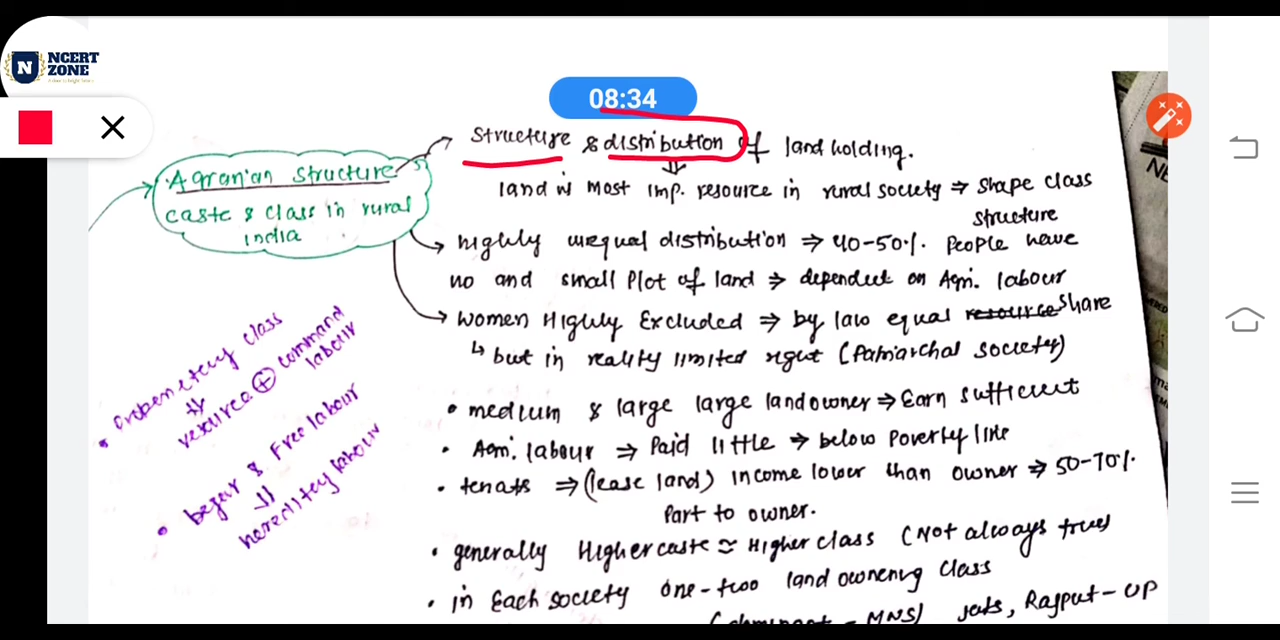 NCERT
ZONE
08:34
Structure & distribution of land holding.
Agranian Structure
caste & class in rural
india
land is most imp. resource in rural society ⇒ shape class
structure
highly unequal distribution ⇒ 40-50%. People have
no and small plot of land ⇒ dependent on Agri. labour
women Highly Excluded ⇒ by law equal resource share
↳ but in reality limited right (Patriarchal society)
• medium & large large landowner ⇒ Earn sufficient
• Agri. labour ⇒ Paid little → below Poverty line
• tenats ⇒ (lease land) income lower than owner ⇒ 50-70%.
Part to owner.
• generally Higher caste ≃ Higher class (Not always true)
• in Each society one-two land owening class
MNS) Jats, Rajput - UP
• class
⇓
resource + command
labour
• begar & Free labour
⇓
labour